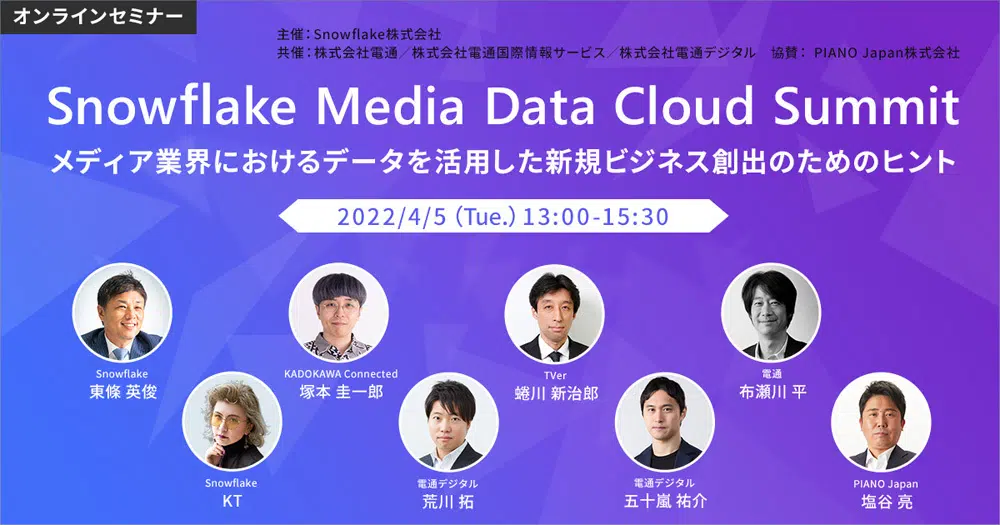 オンラインセミナー
主催：Snowflake株式会社
共催：株式会社電通／株式会社電通国際情報サービス／株式会社電通デジタル　協賛： PIANO Japan株式会社
Snowflake Media Data Cloud Summit
メディア業界におけるデータを活用した新規ビジネス創出のためのヒント
2022/4/5（Tue.）13:00-15:30
Snowflake
東條 英俊
KADOKAWA Connected
塚本 圭一郎
TVer
蜷川 新治郎
電通
布瀬川 平
Snowflake
KT
電通デジタル
荒川 拓
電通デジタル
五十嵐 祐介
PIANO Japan
塩谷 亮